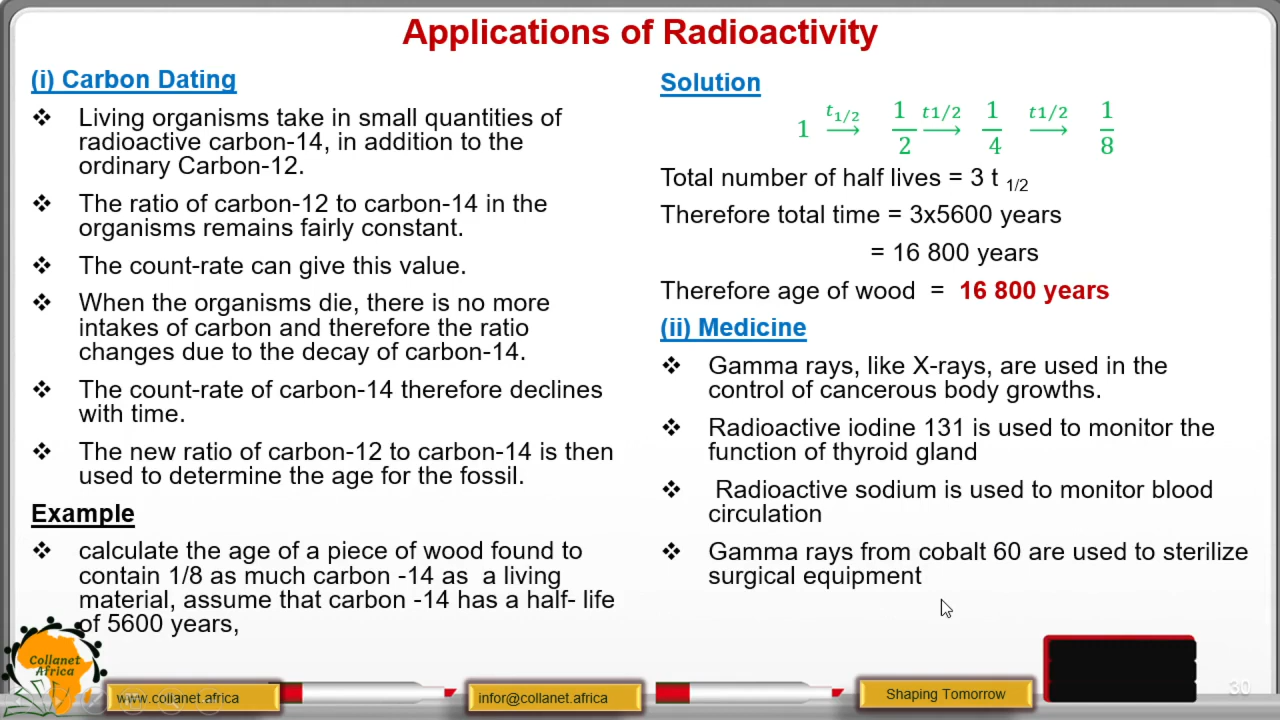 Applications of Radioactivity
(i) Carbon Dating
❖ Living organisms take in small quantities of
radioactive carbon-14, in addition to the
ordinary Carbon-12.
❖ The ratio of carbon-12 to carbon-14 in the
organisms remains fairly constant.
❖ The count-rate can give this value.
❖ When the organisms die, there is no more
intakes of carbon and therefore the ratio
changes due to the decay of carbon-14.
❖ The count-rate of carbon-14 therefore declines
with time.
❖ The new ratio of carbon-12 to carbon-14 is then
used to determine the age for the fossil.
Example
❖ calculate the age of a piece of wood found to
contain 1/8 as much carbon -14 as a living
material, assume that carbon -14 has a half- life
of 5600 years,
Solution
1 t1/2→ 1/2 t1/2→ 1/4 t1/2→ 1/8
Total number of half lives = 3 t 1/2
Therefore total time = 3x5600 years
= 16 800 years
Therefore age of wood = 16 800 years
(ii) Medicine
❖ Gamma rays, like X-rays, are used in the
control of cancerous body growths.
❖ Radioactive iodine 131 is used to monitor the
function of thyroid gland
❖ Radioactive sodium is used to monitor blood
circulation
❖ Gamma rays from cobalt 60 are used to sterilize
surgical equipment
Collanet
Africa
www.collanet.africa
infor@collanet.africa
Shaping Tomorrow
30